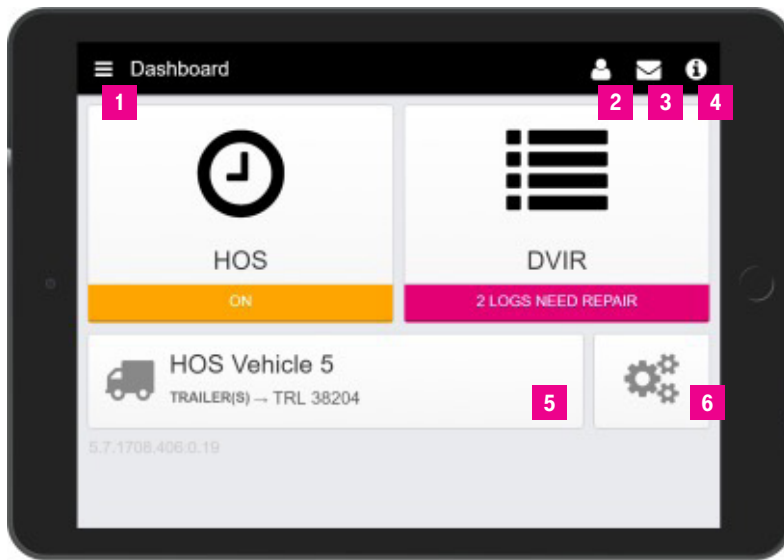 Dashboard
1
2
3
4
HOS
ON
DVIR
2 LOGS NEED REPAIR
HOS Vehicle 5
TRAILER(S) → TRL 38204
5
6
5.7.1708.406.0.19